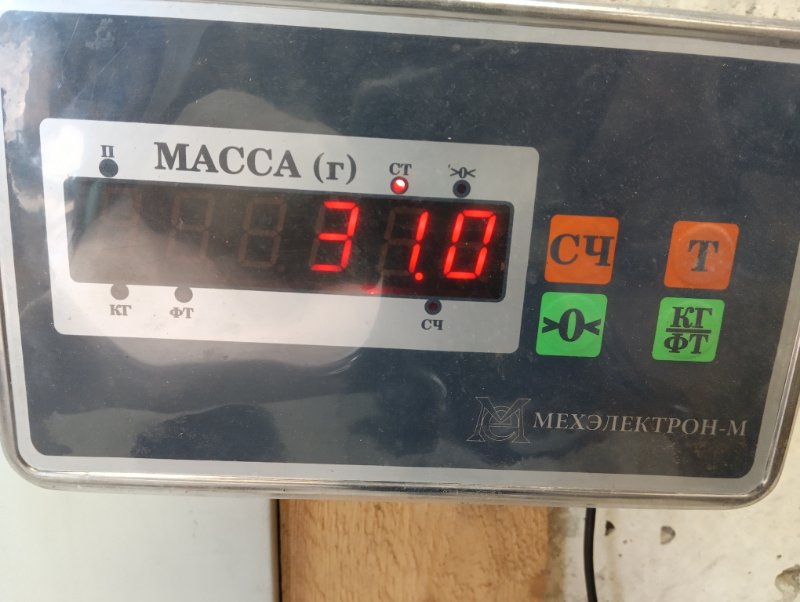 П МАССА (г) СТ >0<
31.0
КГ ФТ СЧ
СЧ Т
>0< КГ/ФТ
МЕХЭЛЕКТРОН-М